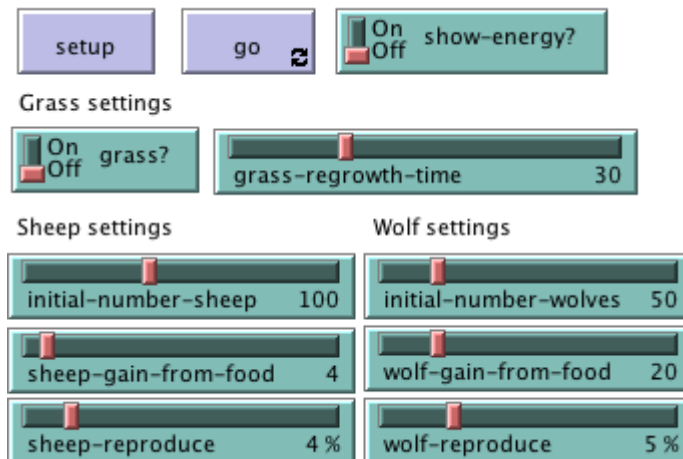 setup
go
On
Off
show-energy?
Grass settings
On
Off
grass?
grass-regrowth-time 30
Sheep settings
Wolf settings
initial-number-sheep 100
initial-number-wolves 50
sheep-gain-from-food 4
wolf-gain-from-food 20
sheep-reproduce 4 %
wolf-reproduce 5 %